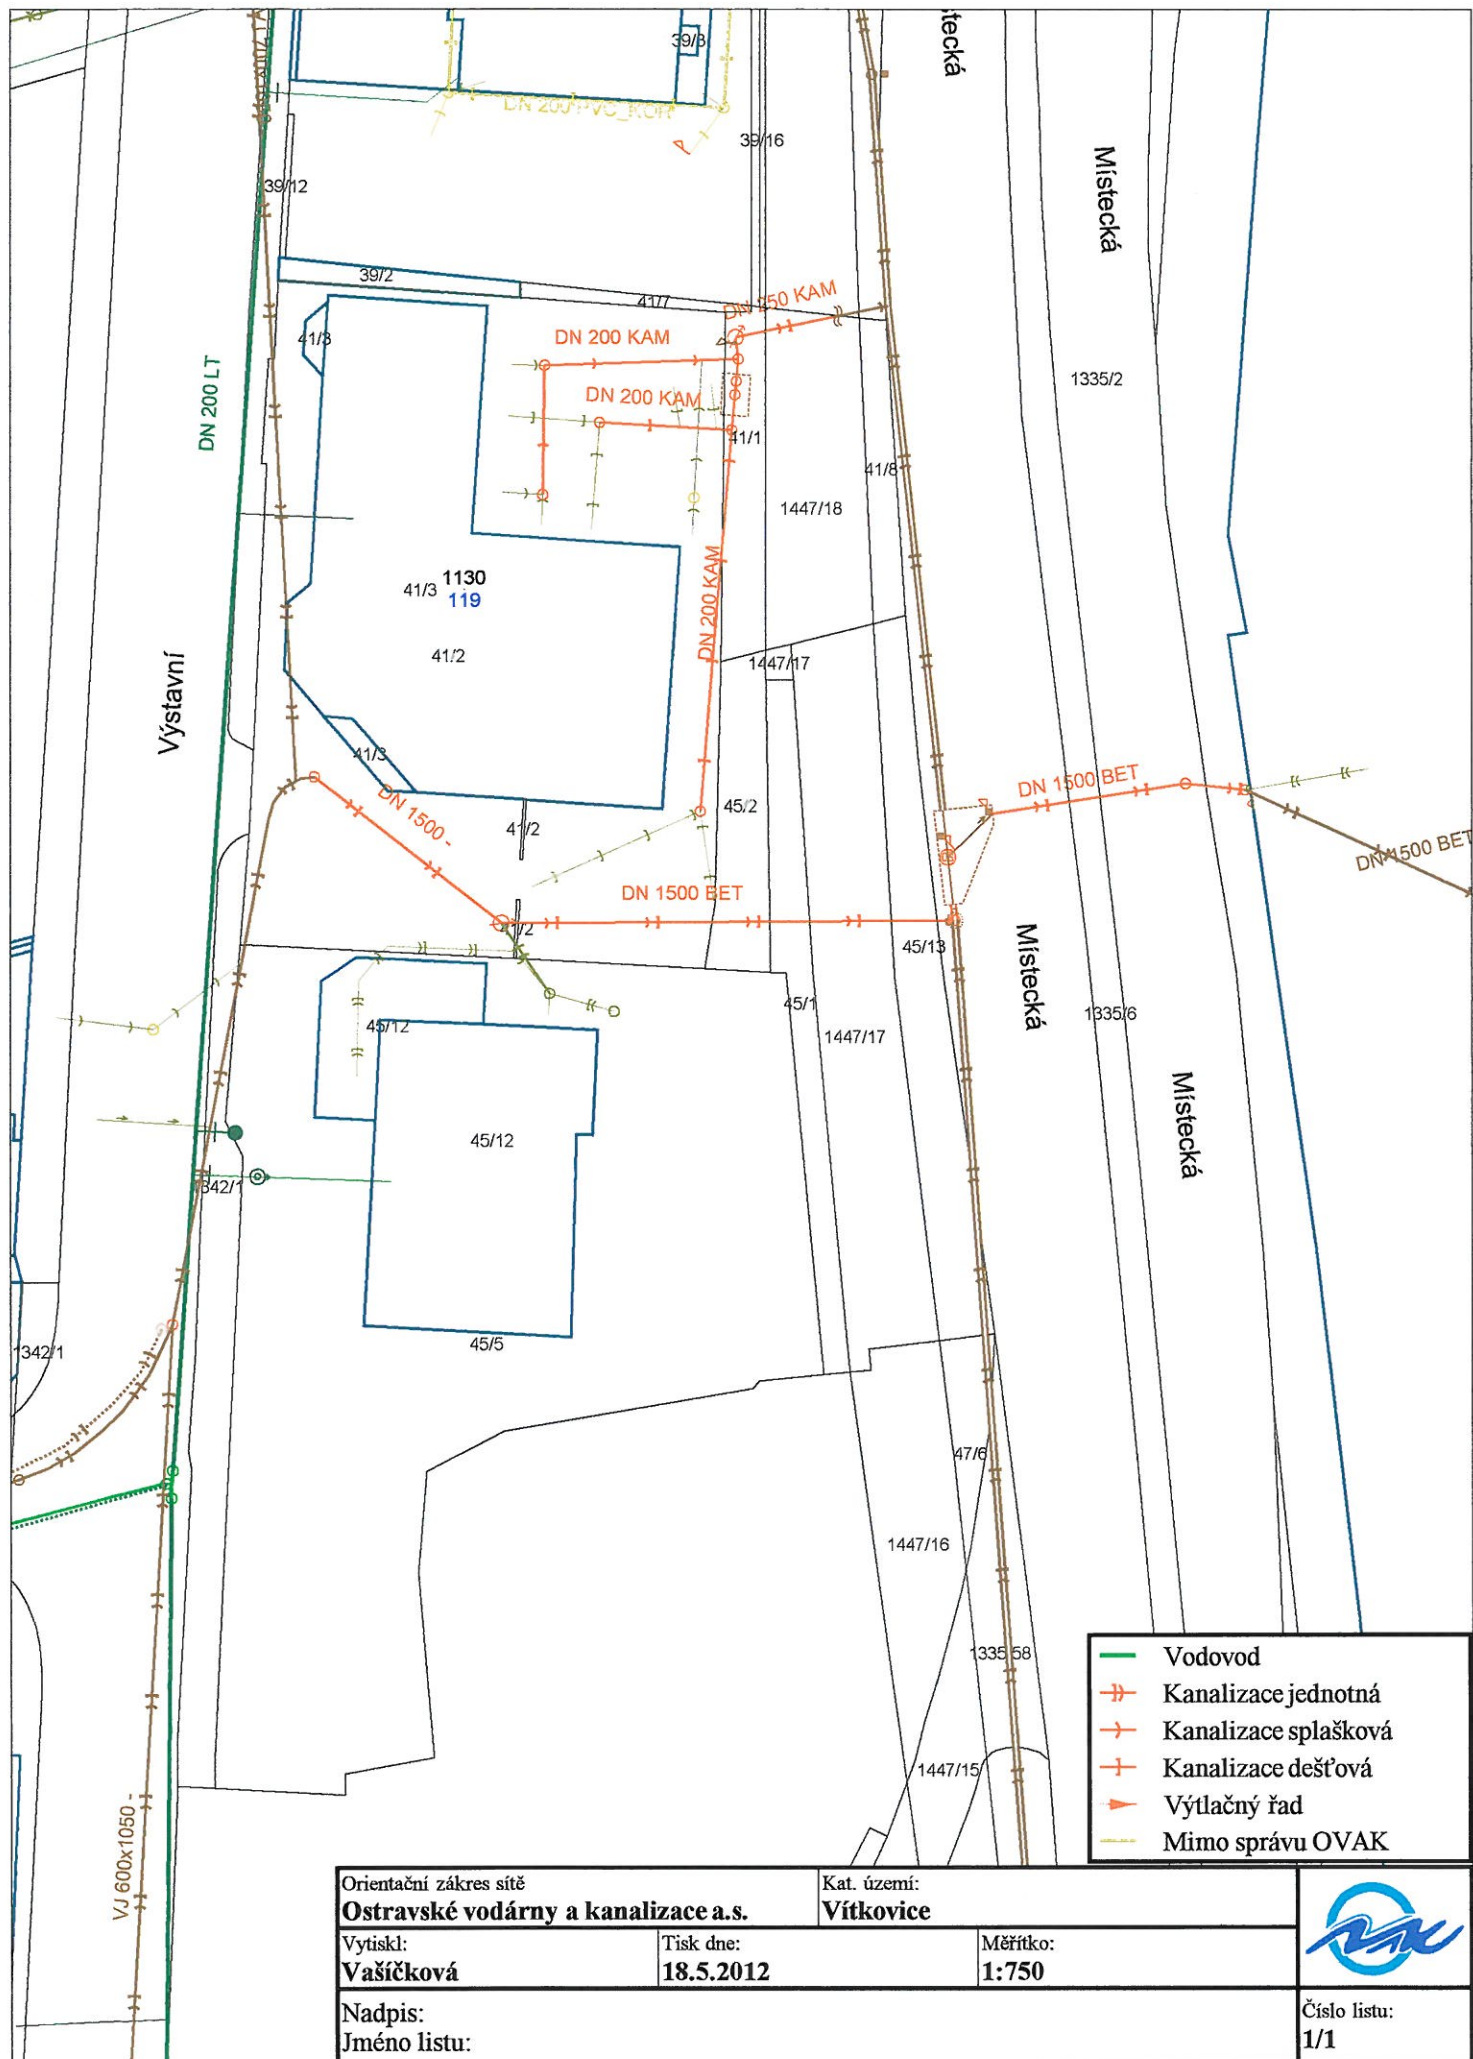 39/3
stecká
DN 200 PVC_KOR
39/16
Místecká
39/12
39/2
41/7
DN 250 KAM
41/3
DN 200 KAM
1335/2
DN 200 LT
DN 200 KAM
41/1
41/8
1447/18
41/3 1130
119
DN 200 KAM
41/2
1447/17
Výstavní
41/3
DN 1500 BET
DN 1500 -
45/2
41/2
DN 1500 BET
DN 1500 BET
41/2
45/13
Místecká
45/1
1335/6
45/12
1447/17
Místecká
45/12
1342/1
45/5
1342/1
47/6
1447/16
1335/58
1447/15
VJ 600x1050 -
Vodovod
Kanalizace jednotná
Kanalizace splašková
Kanalizace dešťová
Výtlačný řad
Mimo správu OVAK
Orientační zákres sítě
Ostravské vodárny a kanalizace a.s.
Kat. území:
Vítkovice
Vytiskl:
Vašíčková
Tisk dne:
18.5.2012
Měřítko:
1:750
Nadpis:
Jméno listu:
Číslo listu:
1/1